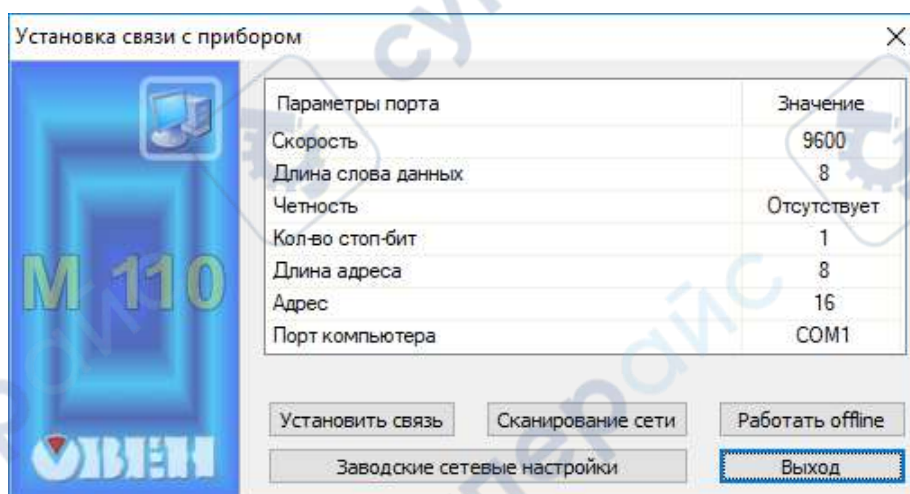 Установка связи с прибором
М 110
ОВЕН
Параметры порта Значение
Скорость 9600
Длина слова данных 8
Четность Отсутствует
Кол-во стоп-бит 1
Длина адреса 8
Адрес 16
Порт компьютера COM1
Установить связь Сканирование сети Работать offline
Заводские сетевые настройки Выход